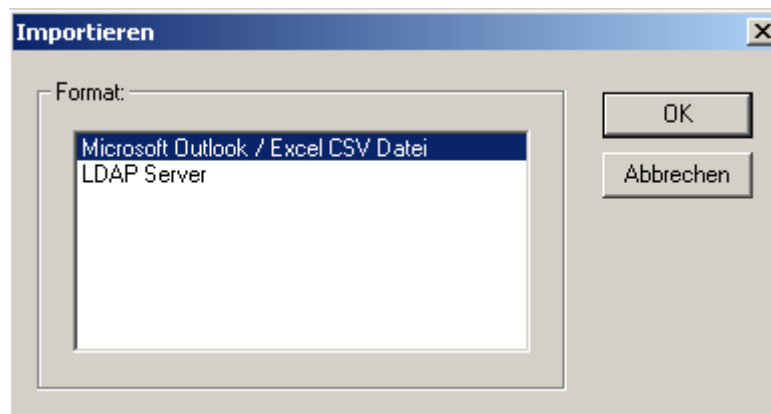 Importieren
Format:
Microsoft Outlook / Excel CSV Datei
LDAP Server
OK
Abbrechen